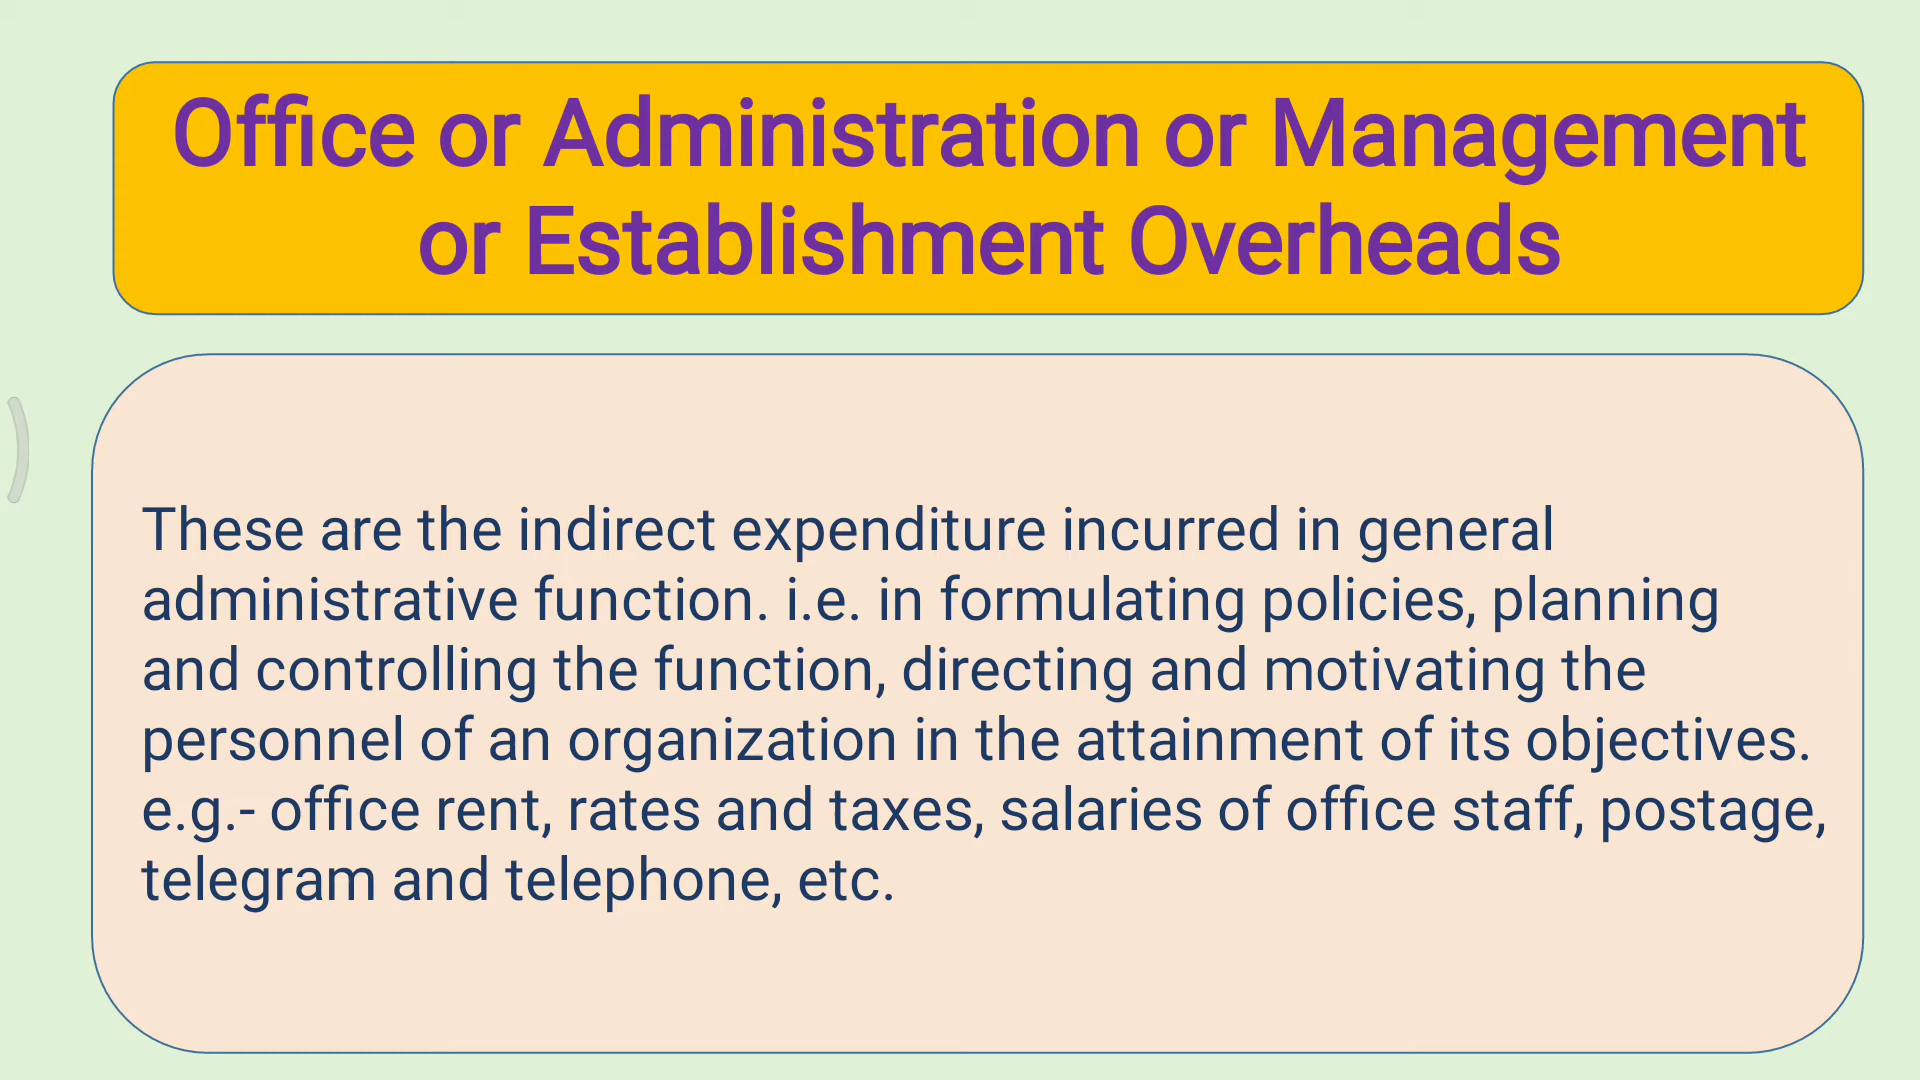 Office or Administration or Management
or Establishment Overheads
These are the indirect expenditure incurred in general
administrative function. i.e. in formulating policies, planning
and controlling the function, directing and motivating the
personnel of an organization in the attainment of its objectives.
e.g.- office rent, rates and taxes, salaries of office staff, postage,
telegram and telephone, etc.